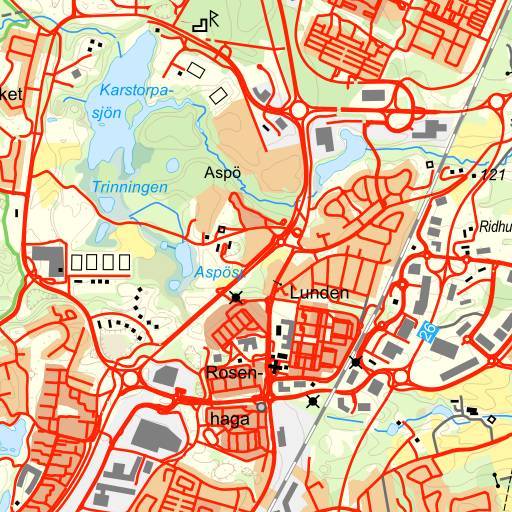 R
Karstorpa-
sjön
ket
Aspö
121
Trinningen
Ridhu
Aspös
Lunden
26
Rosen-
haga